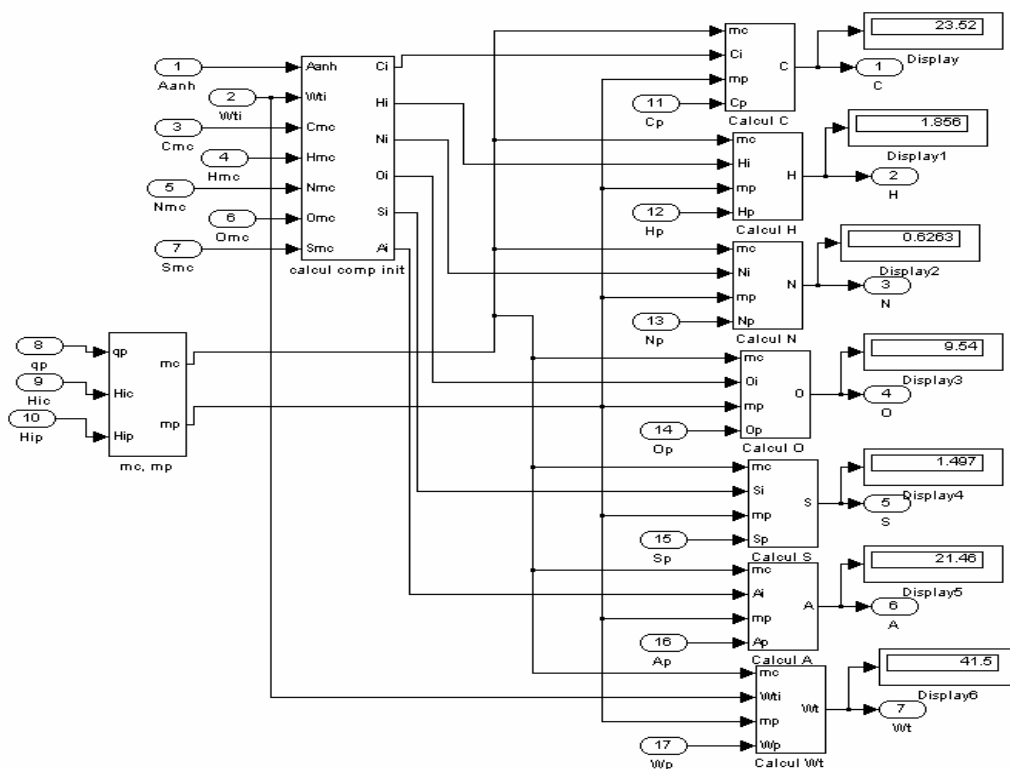 1
Aanh
2
Wti
3
Cmc
4
Hmc
5
Nmc
6
Omc
7
Smc
Aanh
Wti
Cmc
Hmc
Nmc
Omc
Smc
Ci
Hi
Ni
Oi
Si
Ai
calcul comp init
8
qp
9
Hic
10
Hip
qp
Hic
Hip
mc
mp
mc, mp
11
Cp
mc
Ci
mp
Cp
C
Calcul C
23.52
Display
1
C
12
Hp
mc
Hi
mp
Hp
H
Calcul H
1.856
Display1
2
H
13
Np
mc
Ni
mp
Np
N
Calcul N
0.6263
Display2
3
N
14
Op
mc
Oi
mp
Op
O
Calcul O
9.54
Display3
4
O
15
Sp
mc
Si
mp
Sp
S
Calcul S
1.497
Display4
5
S
16
Ap
mc
Ai
mp
Ap
A
Calcul A
21.46
Display5
6
A
17
Wp
mc
Wti
mp
Wp
Wt
Calcul Wt
41.5
Display6
7
Wt